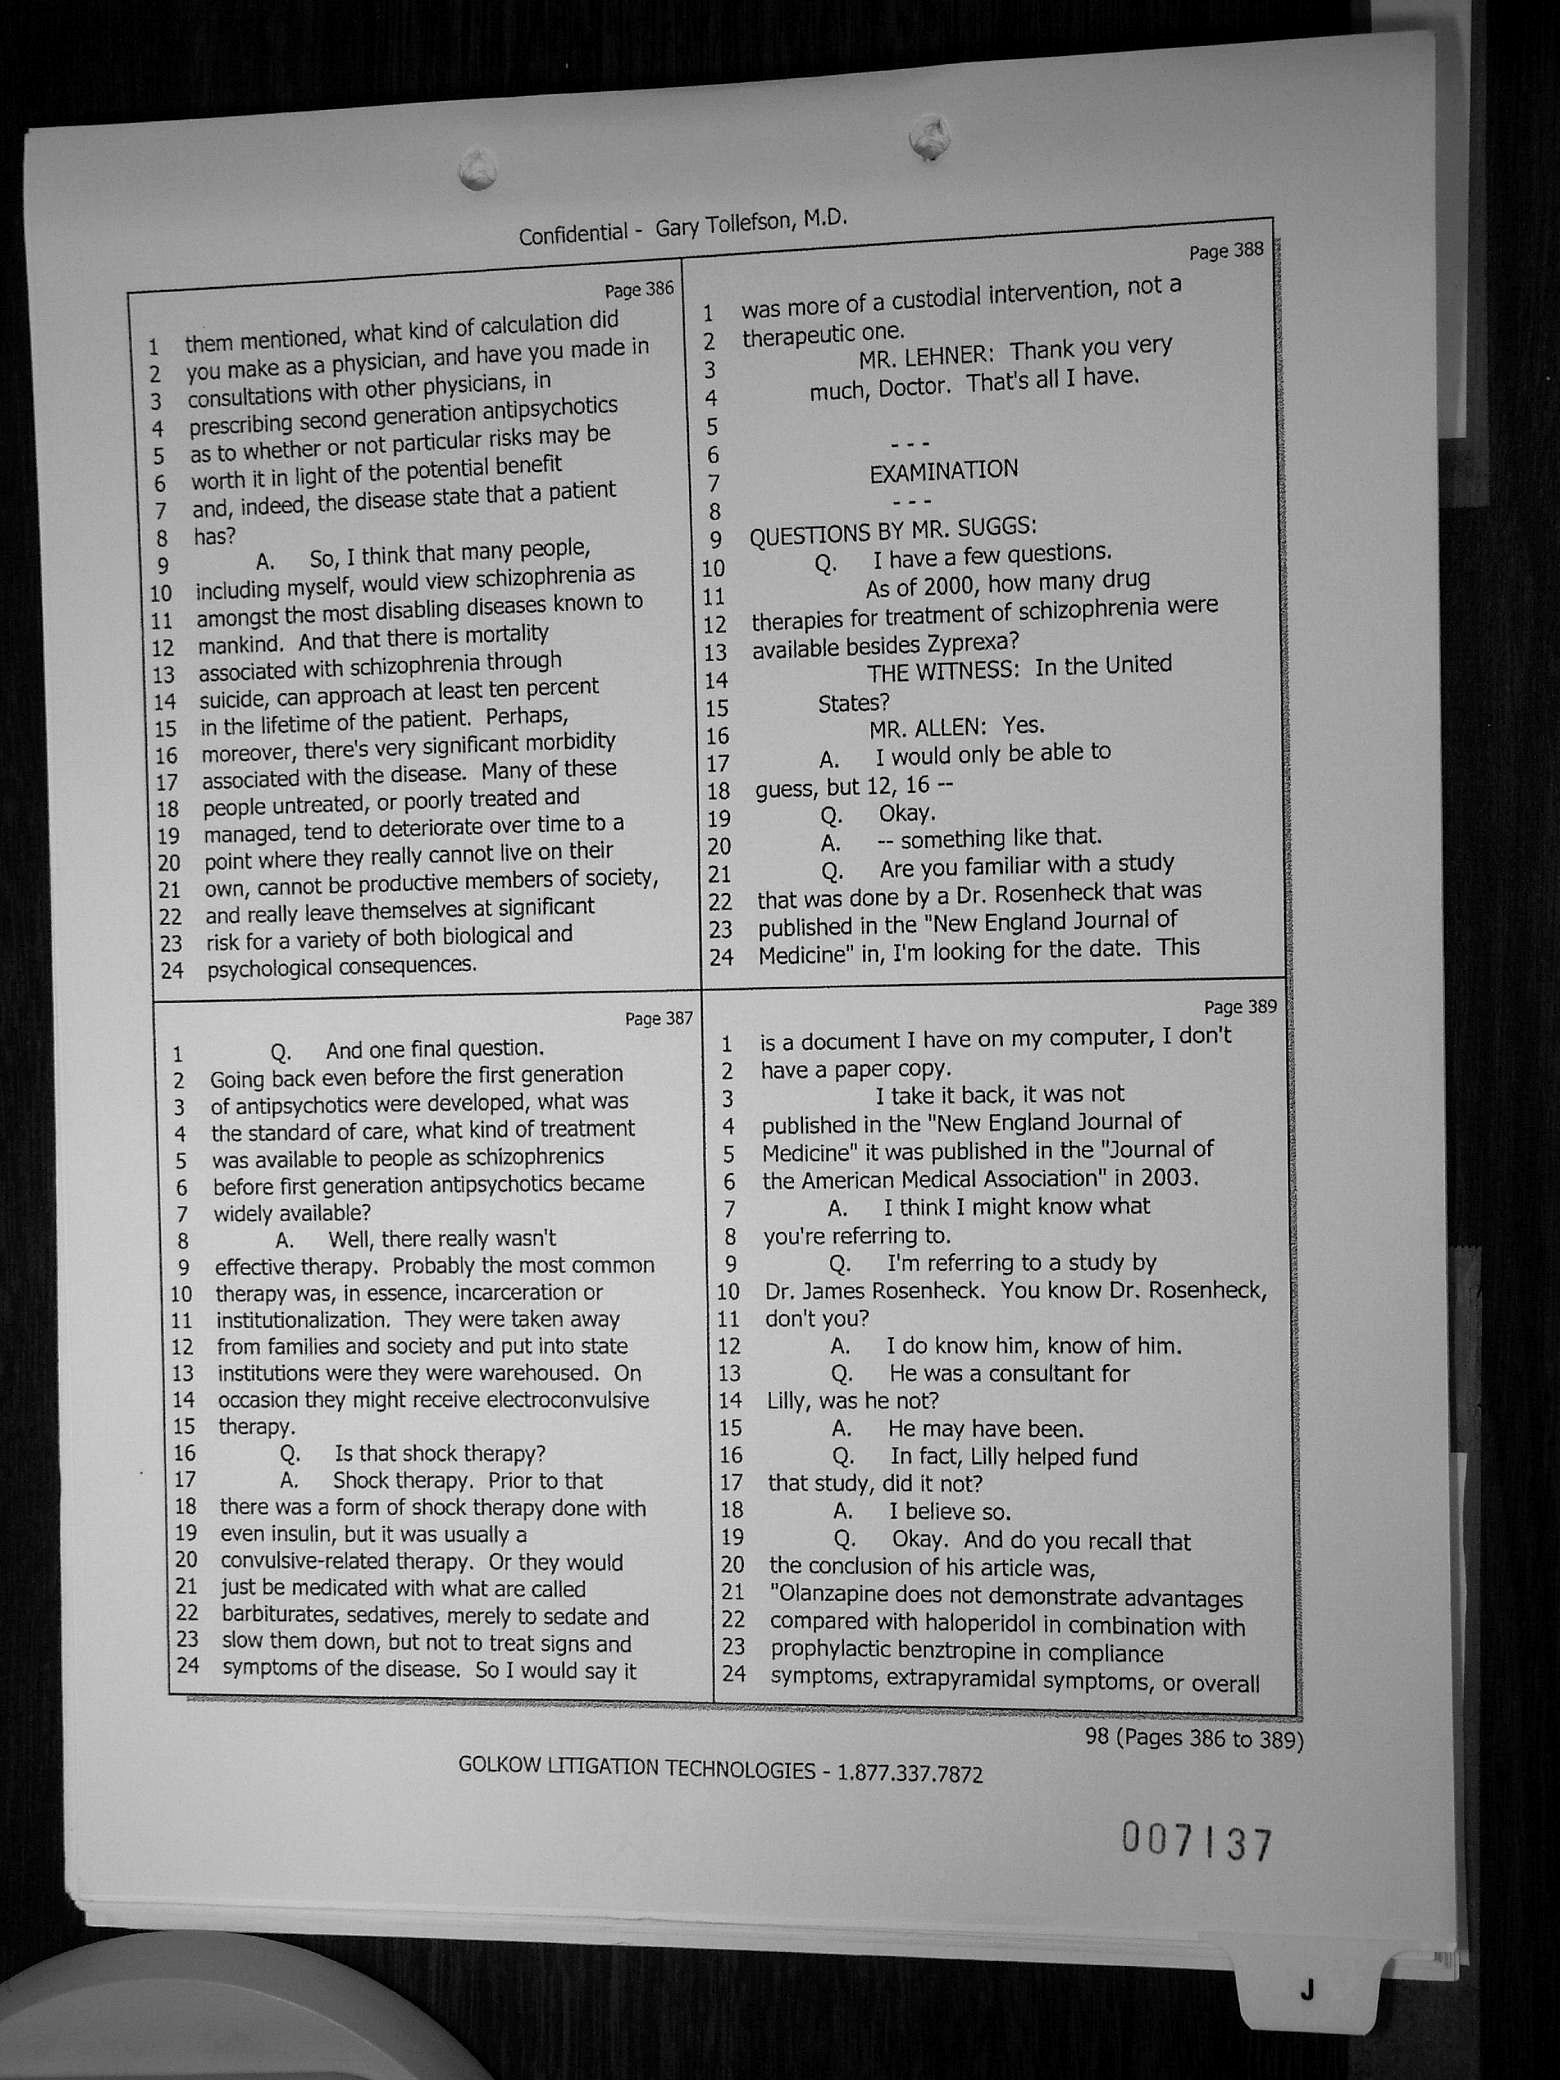 Confidential - Gary Tollefson, M.D.
Page 386
1 them mentioned, what kind of calculation did
2 you make as a physician, and have you made in
3 consultations with other physicians, in
4 prescribing second generation antipsychotics
5 as to whether or not particular risks may be
6 worth it in light of the potential benefit
7 and, indeed, the disease state that a patient
8 has?
9 A. So, I think that many people,
10 including myself, would view schizophrenia as
11 amongst the most disabling diseases known to
12 mankind. And that there is mortality
13 associated with schizophrenia through
14 suicide, can approach at least ten percent
15 in the lifetime of the patient. Perhaps,
16 moreover, there's very significant morbidity
17 associated with the disease. Many of these
18 people untreated, or poorly treated and
19 managed, tend to deteriorate over time to a
20 point where they really cannot live on their
21 own, cannot be productive members of society,
22 and really leave themselves at significant
23 risk for a variety of both biological and
24 psychological consequences.
Page 387
1 Q. And one final question.
2 Going back even before the first generation
3 of antipsychotics were developed, what was
4 the standard of care, what kind of treatment
5 was available to people as schizophrenics
6 before first generation antipsychotics became
7 widely available?
8 A. Well, there really wasn't
9 effective therapy. Probably the most common
10 therapy was, in essence, incarceration or
11 institutionalization. They were taken away
12 from families and society and put into state
13 institutions were they were warehoused. On
14 occasion they might receive electroconvulsive
15 therapy.
16 Q. Is that shock therapy?
17 A. Shock therapy. Prior to that
18 there was a form of shock therapy done with
19 even insulin, but it was usually a
20 convulsive-related therapy. Or they would
21 just be medicated with what are called
22 barbiturates, sedatives, merely to sedate and
23 slow them down, but not to treat signs and
24 symptoms of the disease. So I would say it
Page 388
1 was more of a custodial intervention, not a
2 therapeutic one.
3 MR. LEHNER: Thank you very
4 much, Doctor. That's all I have.
5
6 - - -
7 EXAMINATION
8 - - -
9 QUESTIONS BY MR. SUGGS:
10 Q. I have a few questions.
11 As of 2000, how many drug
12 therapies for treatment of schizophrenia were
13 available besides Zyprexa?
14 THE WITNESS: In the United
15 States?
16 MR. ALLEN: Yes.
17 A. I would only be able to
18 guess, but 12, 16 --
19 Q. Okay.
20 A. -- something like that.
21 Q. Are you familiar with a study
22 that was done by a Dr. Rosenheck that was
23 published in the "New England Journal of
24 Medicine" in, I'm looking for the date. This
Page 389
1 is a document I have on my computer, I don't
2 have a paper copy.
3 I take it back, it was not
4 published in the "New England Journal of
5 Medicine" it was published in the "Journal of
6 the American Medical Association" in 2003.
7 A. I think I might know what
8 you're referring to.
9 Q. I'm referring to a study by
10 Dr. James Rosenheck. You know Dr. Rosenheck,
11 don't you?
12 A. I do know him, know of him.
13 Q. He was a consultant for
14 Lilly, was he not?
15 A. He may have been.
16 Q. In fact, Lilly helped fund
17 that study, did it not?
18 A. I believe so.
19 Q. Okay. And do you recall that
20 the conclusion of his article was,
21 "Olanzapine does not demonstrate advantages
22 compared with haloperidol in combination with
23 prophylactic benztropine in compliance
24 symptoms, extrapyramidal symptoms, or overall
98 (Pages 386 to 389)
GOLKOW LITIGATION TECHNOLOGIES - 1.877.337.7872
007137
J